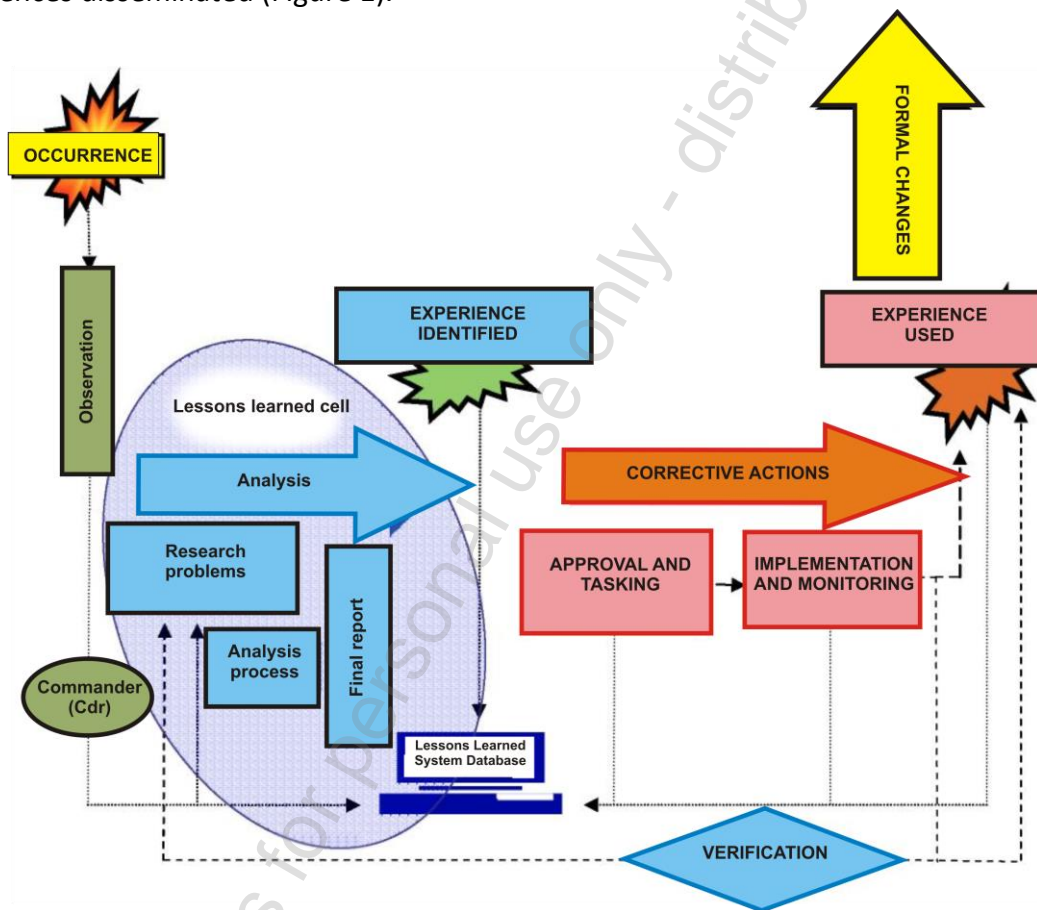 ences disseminated (Figure 1).
OCCURRENCE
FORMAL CHANGES
Observation
EXPERIENCE
IDENTIFIED
EXPERIENCE
USED
Lessons learned cell
Analysis
CORRECTIVE ACTIONS
Research
problems
Final report
APPROVAL AND
TASKING
IMPLEMENTATION
AND MONITORING
Analysis
process
Commander
(Cdr)
Lessons Learned
System Database
VERIFICATION
s for personal use only - distrib